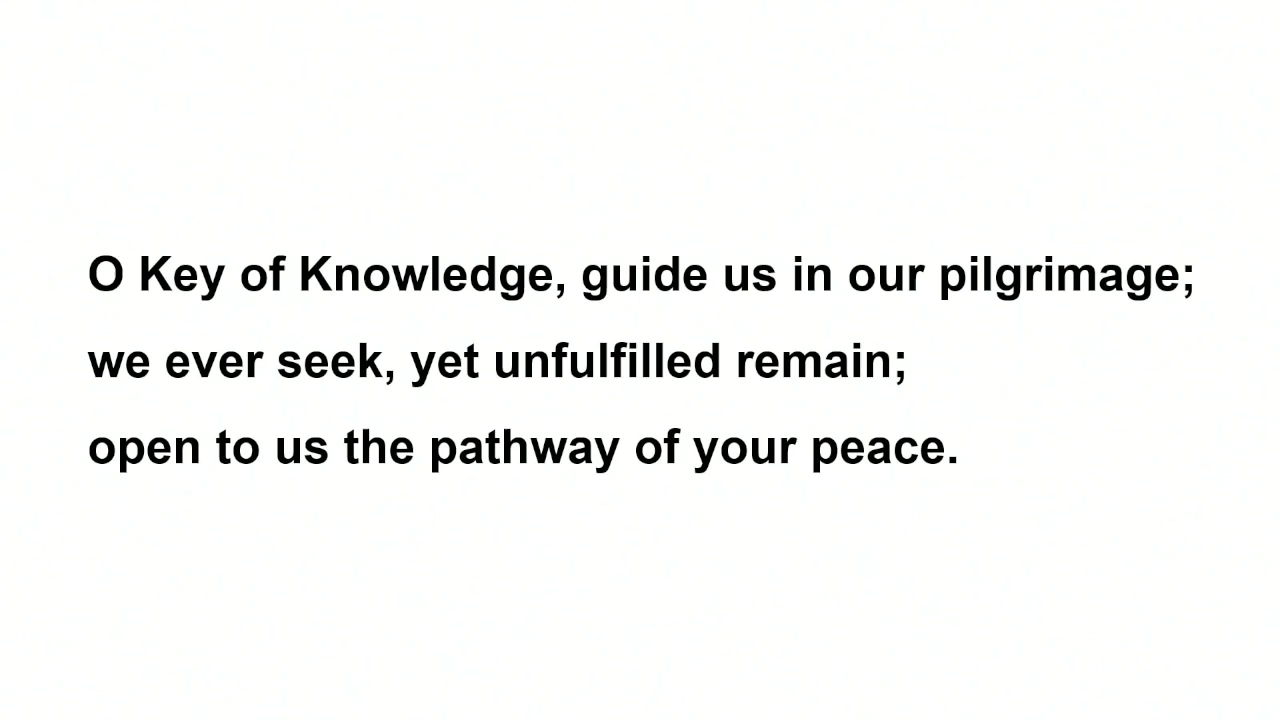 O Key of Knowledge, guide us in our pilgrimage;
we ever seek, yet unfulfilled remain;
open to us the pathway of your peace.